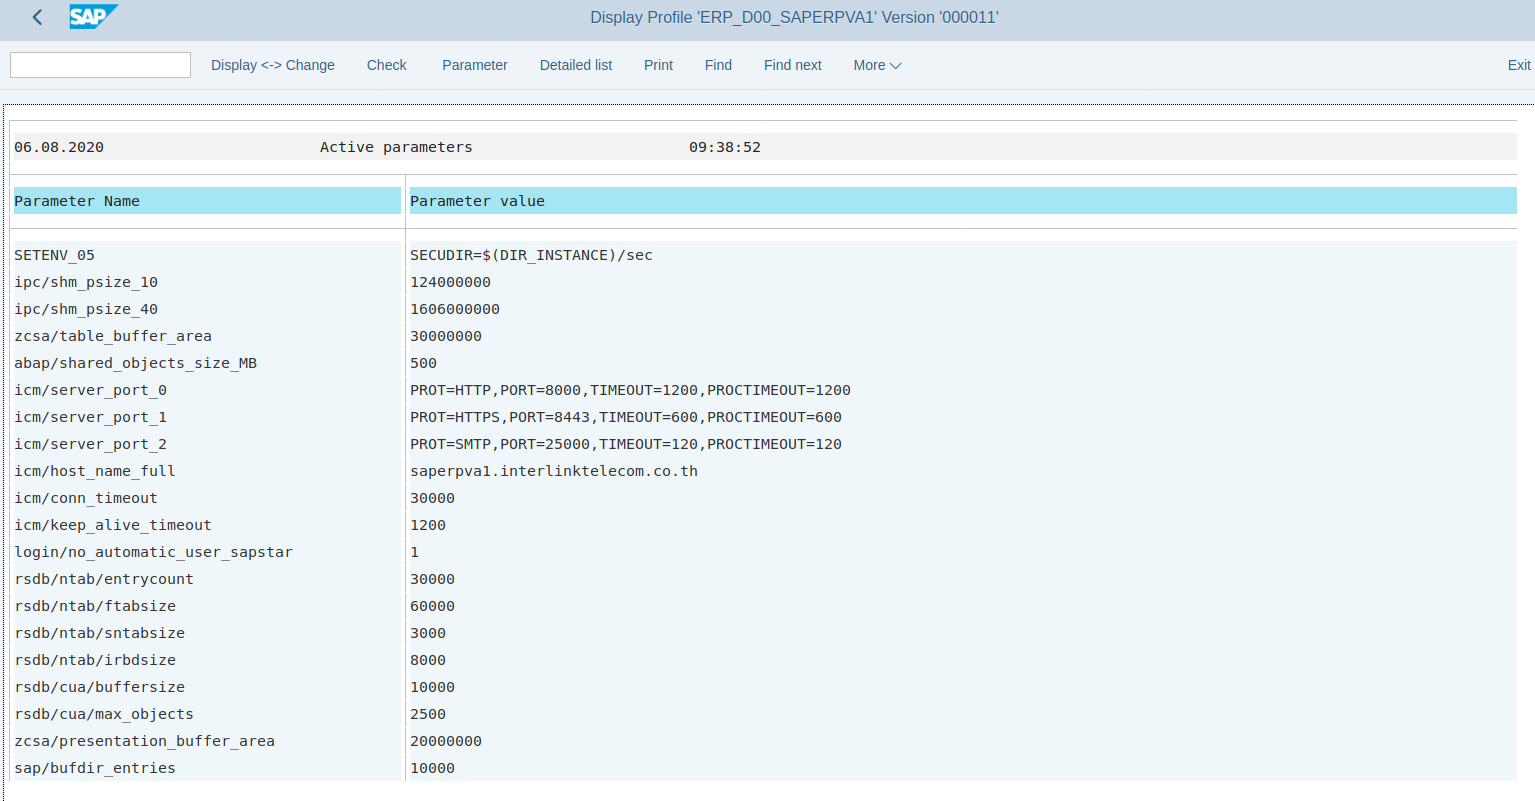 SAP
Display Profile 'ERP_D00_SAPERPVA1' Version '000011'
Display <-> Change Check Parameter Detailed list Print Find Find next More Exit
06.08.2020 Active parameters 09:38:52
Parameter Name Parameter value
SETENV_05 SECUDIR=$(DIR_INSTANCE)/sec
ipc/shm_psize_10 124000000
ipc/shm_psize_40 1606000000
zcsa/table_buffer_area 30000000
abap/shared_objects_size_MB 500
icm/server_port_0 PROT=HTTP,PORT=8000,TIMEOUT=1200,PROCTIMEOUT=1200
icm/server_port_1 PROT=HTTPS,PORT=8443,TIMEOUT=600,PROCTIMEOUT=600
icm/server_port_2 PROT=SMTP,PORT=25000,TIMEOUT=120,PROCTIMEOUT=120
icm/host_name_full saperpva1.interlinktelecom.co.th
icm/conn_timeout 30000
icm/keep_alive_timeout 1200
login/no_automatic_user_sapstar 1
rsdb/ntab/entrycount 30000
rsdb/ntab/ftabsize 60000
rsdb/ntab/sntabsize 3000
rsdb/ntab/irbdsize 8000
rsdb/cua/buffersize 10000
rsdb/cua/max_objects 2500
zcsa/presentation_buffer_area 20000000
sap/bufdir_entries 10000